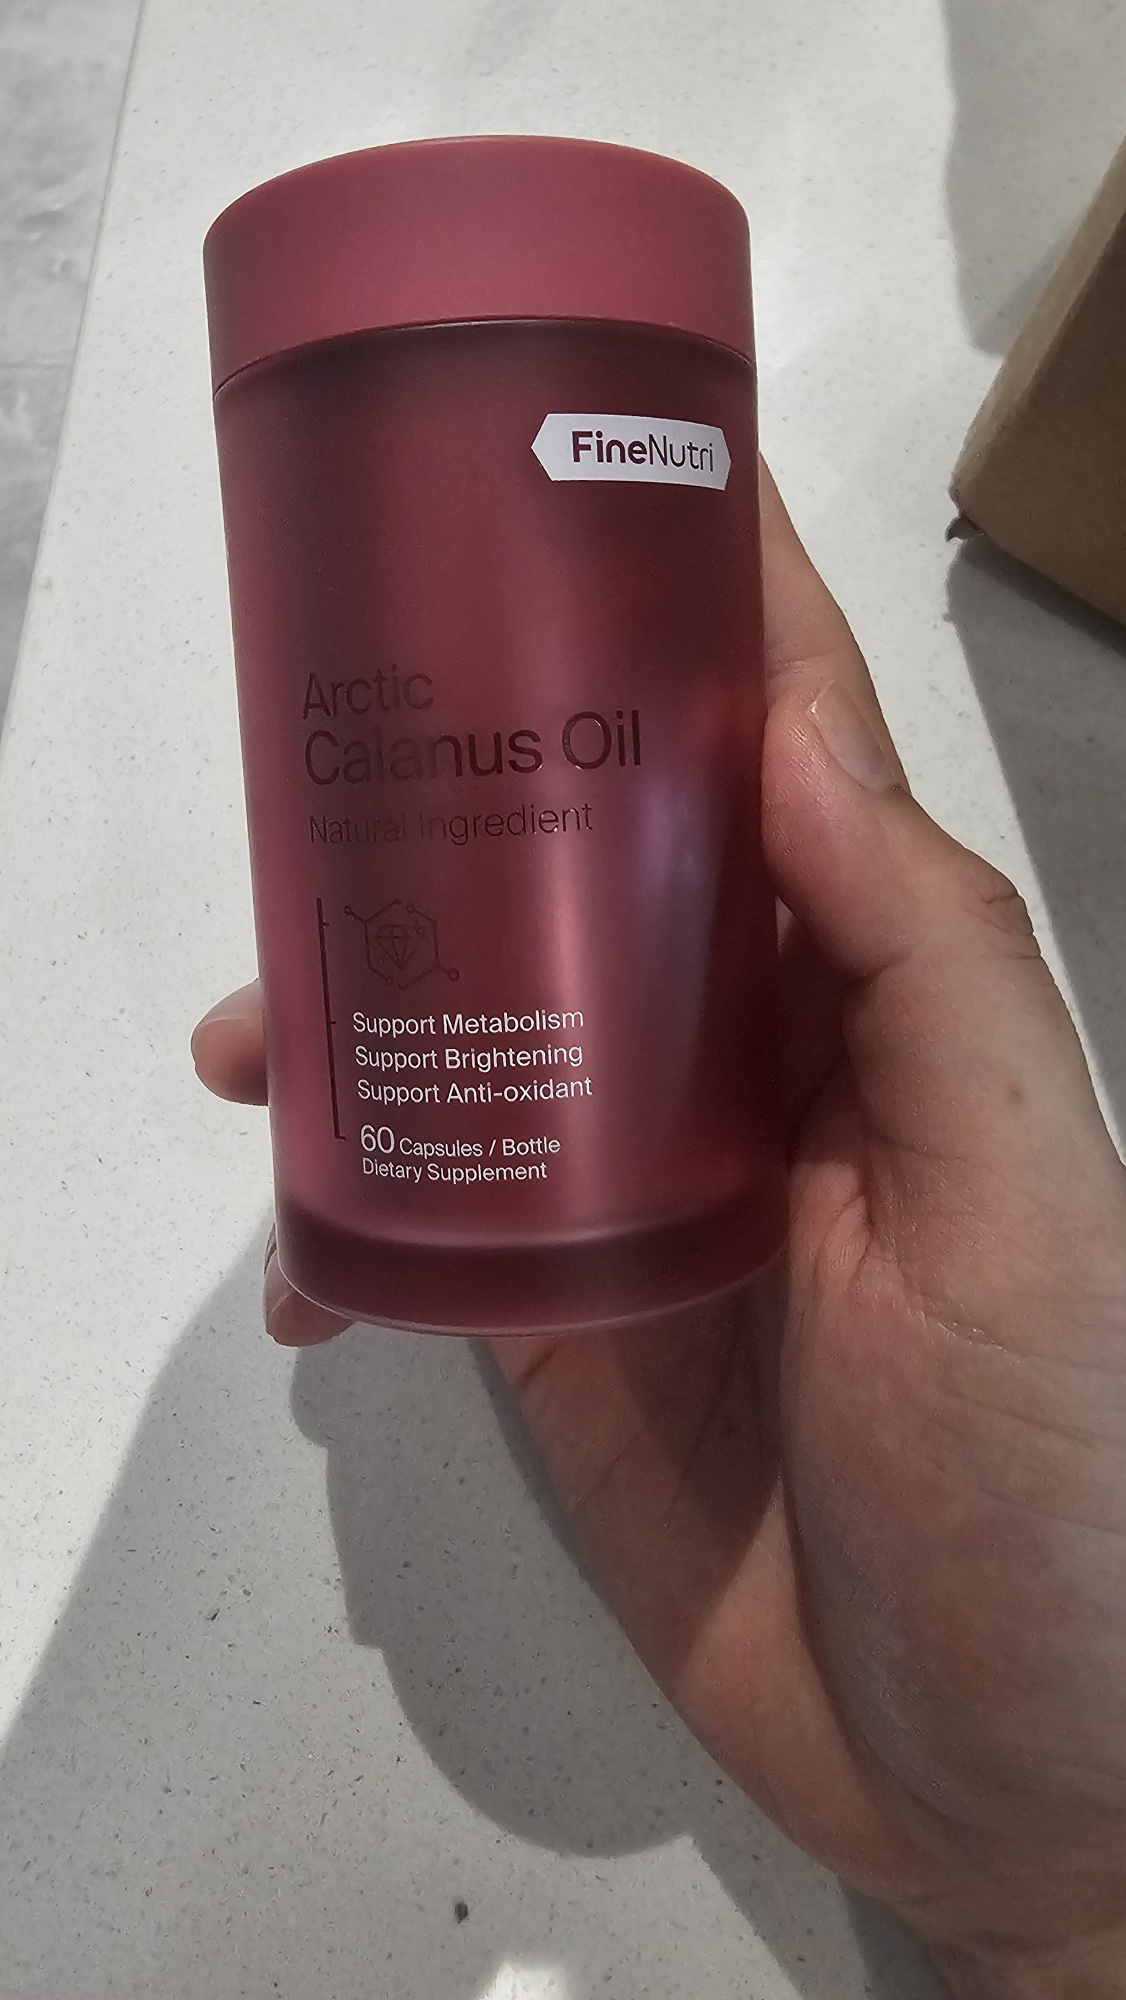 FineNutri
Arctic
Calanus Oil
Natural Ingredient
Support Metabolism
Support Brightening
Support Anti-oxidant
60 Capsules / Bottle
Dietary Supplement